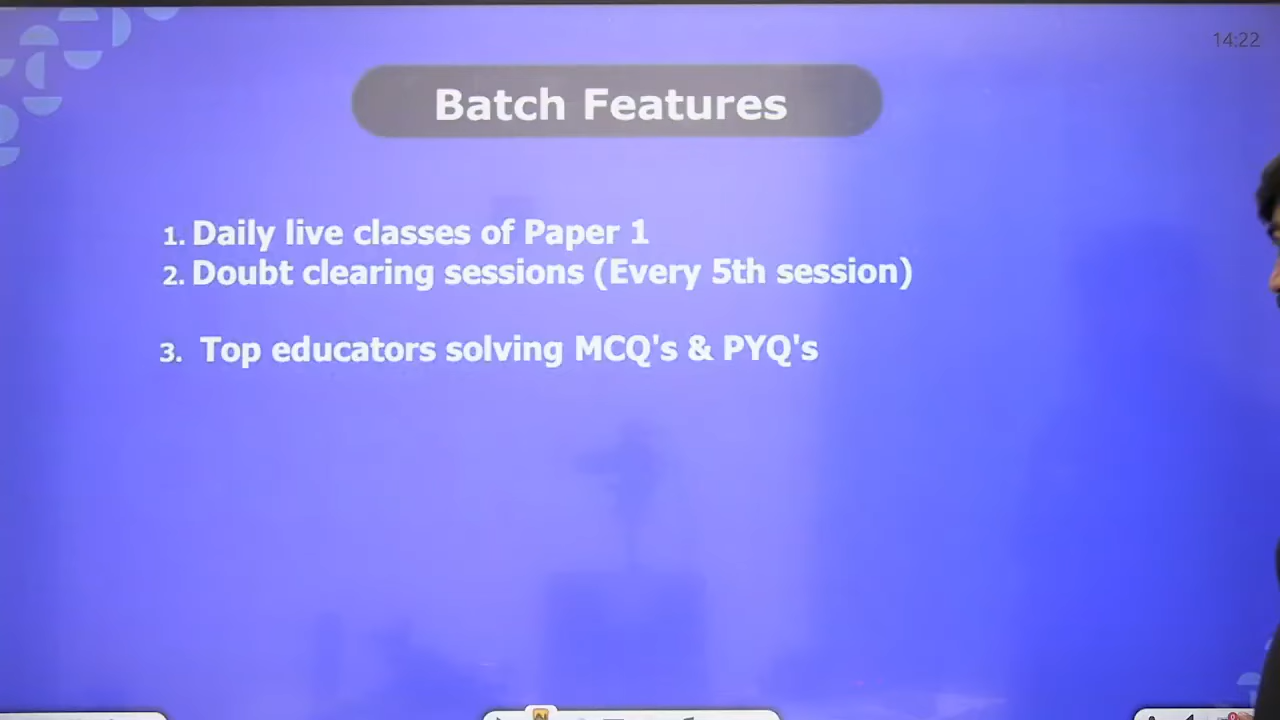 14:22
Batch Features
1. Daily live classes of Paper 1
2. Doubt clearing sessions (Every 5th session)
3. Top educators solving MCQ's & PYQ's